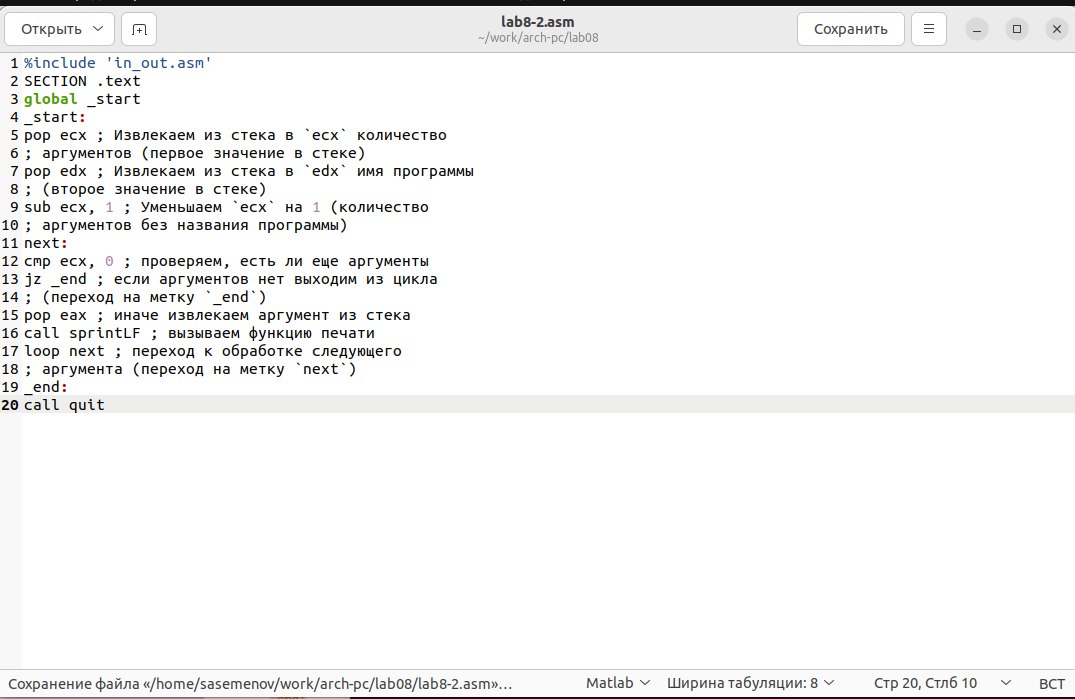 Открыть
lab8-2.asm
~/work/arch-pc/lab08
Сохранить
1 %include 'in_out.asm'
2 SECTION .text
3 global _start
4 _start:
5 pop ecx ; Извлекаем из стека в `ecx` количество
6 ; аргументов (первое значение в стеке)
7 pop edx ; Извлекаем из стека в `edx` имя программы
8 ; (второе значение в стеке)
9 sub ecx, 1 ; Уменьшаем `ecx` на 1 (количество
10 ; аргументов без названия программы)
11 next:
12 cmp ecx, 0 ; проверяем, есть ли еще аргументы
13 jz _end ; если аргументов нет выходим из цикла
14 ; (переход на метку `_end`)
15 pop eax ; иначе извлекаем аргумент из стека
16 call sprintLF ; вызываем функцию печати
17 loop next ; переход к обработке следующего
18 ; аргумента (переход на метку `next`)
19 _end:
20 call quit
Сохранение файла «/home/sasemenov/work/arch-pc/lab08/lab8-2.asm»… Matlab Ширина табуляции: 8 Стр 20, Стлб 10 ВСТ